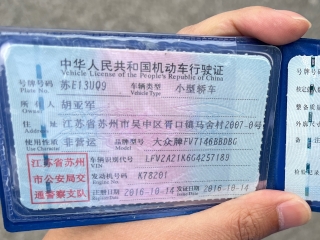 中华人民共和国机动车行驶证
Vehicle License of the People's Republic of China
号牌号码 苏E13U99 车辆类型 小型轿车
Plate No. Vehicle Type
所有人 胡亚军
住址 江苏省苏州市吴中区胥口镇马舍村2007-0号
使用性质 非营运 品牌型号 大众牌FV7146BBDBG
Use Character Model
江苏省苏州市公安局交通警察支队
车辆识别代号 LFV2A21K6G4257189
VIN
发动机号码 K78201
Engine No.
注册日期 2016-10-14 发证日期 2016-10-14